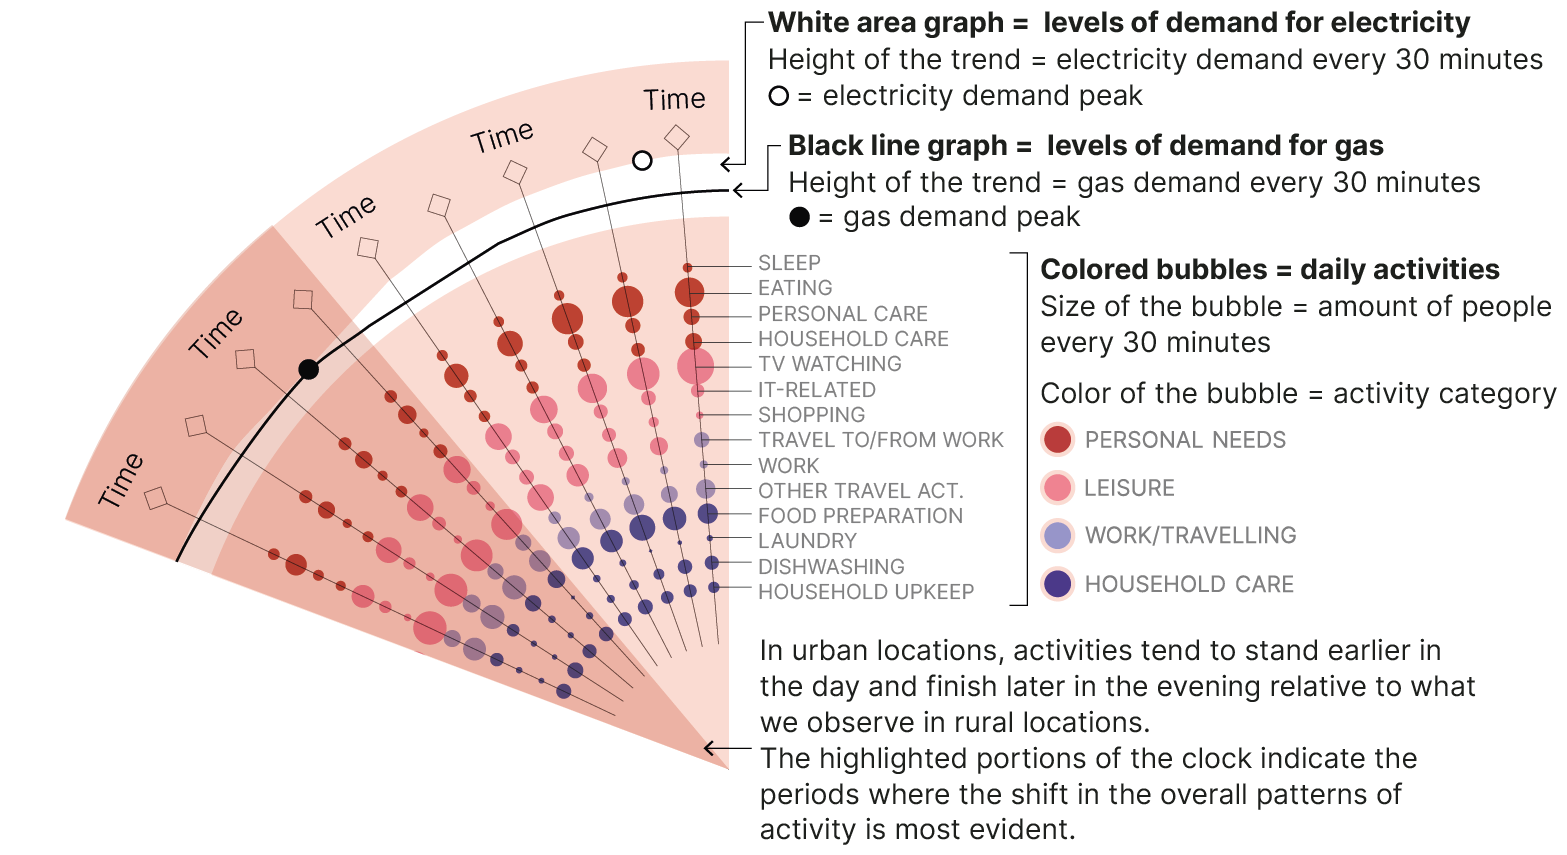 White area graph = levels of demand for electricity
Height of the trend = electricity demand every 30 minutes
= electricity demand peak
Black line graph = levels of demand for gas
Height of the trend = gas demand every 30 minutes
= gas demand peak
Time
Time
Time
Time
Time
SLEEP
EATING
PERSONAL CARE
HOUSEHOLD CARE
TV WATCHING
IT-RELATED
SHOPPING
TRAVEL TO/FROM WORK
WORK
OTHER TRAVEL ACT.
FOOD PREPARATION
LAUNDRY
DISHWASHING
HOUSEHOLD UPKEEP
Colored bubbles = daily activities
Size of the bubble = amount of people
every 30 minutes
Color of the bubble = activity category
PERSONAL NEEDS
LEISURE
WORK/TRAVELLING
HOUSEHOLD CARE
In urban locations, activities tend to stand earlier in
the day and finish later in the evening relative to what
we observe in rural locations.
The highlighted portions of the clock indicate the
periods where the shift in the overall patterns of
activity is most evident.